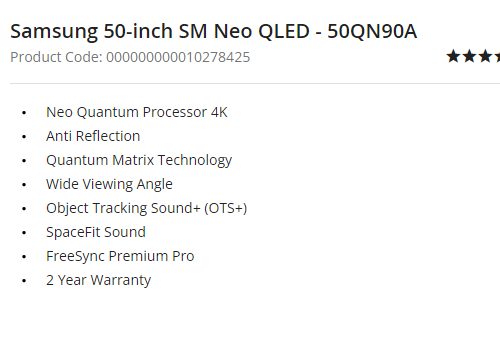 Samsung 50-inch SM Neo QLED - 50QN90A
Product Code: 000000000010278425
• Neo Quantum Processor 4K
• Anti Reflection
• Quantum Matrix Technology
• Wide Viewing Angle
• Object Tracking Sound+ (OTS+)
• SpaceFit Sound
• FreeSync Premium Pro
• 2 Year Warranty